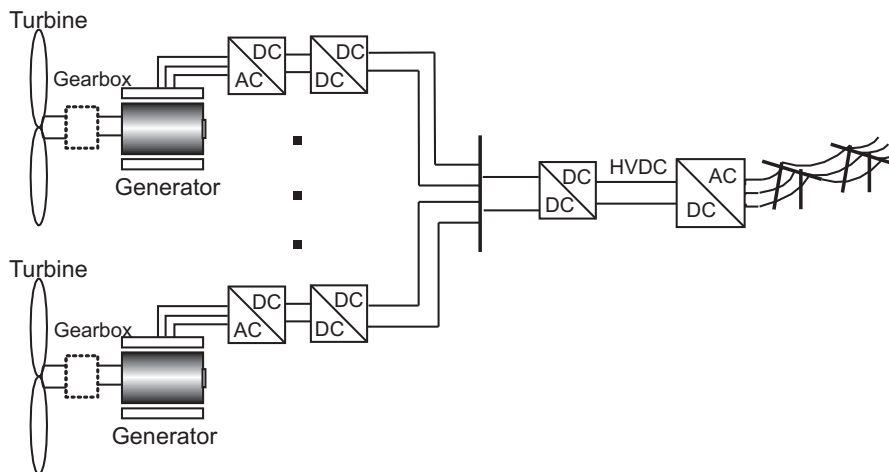 Turbine
Gearbox
Generator
DC
AC
DC
DC
Turbine
Gearbox
Generator
DC
AC
DC
DC
DC
DC
HVDC
AC
DC